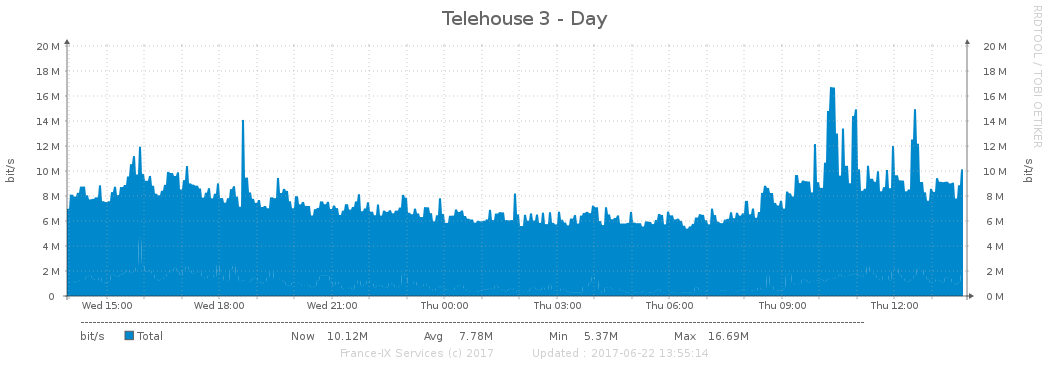 Telehouse 3 - Day
RRDTOOL / TOBI OETIKER
20 M 20 M
18 M 18 M
16 M 16 M
14 M 14 M
12 M 12 M
10 M 10 M
8 M 8 M
6 M 6 M
4 M 4 M
2 M 2 M
0 0 M
bit/s bit/s
Wed 15:00 Wed 18:00 Wed 21:00 Thu 00:00 Thu 03:00 Thu 06:00 Thu 09:00 Thu 12:00
bit/s Total Now 10.12M Avg 7.78M Min 5.37M Max 16.69M
France-IX Services (c) 2017 Updated : 2017-06-22 13:55:14